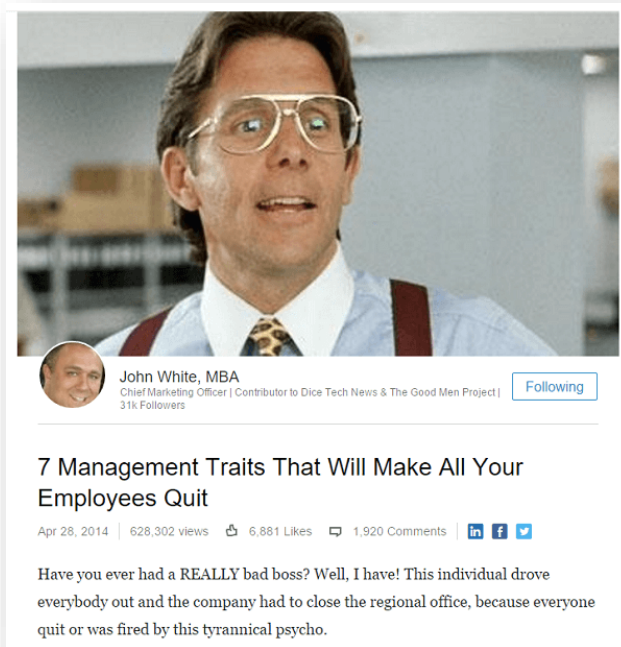 John White, MBA
Chief Marketing Officer | Contributor to Dice Tech News & The Good Men Project |
31k Followers
Following
7 Management Traits That Will Make All Your
Employees Quit
Apr 28, 2014 628,302 views 6,881 Likes 1,920 Comments in f
Have you ever had a REALLY bad boss? Well, I have! This individual drove
everybody out and the company had to close the regional office, because everyone
quit or was fired by this tyrannical psycho.